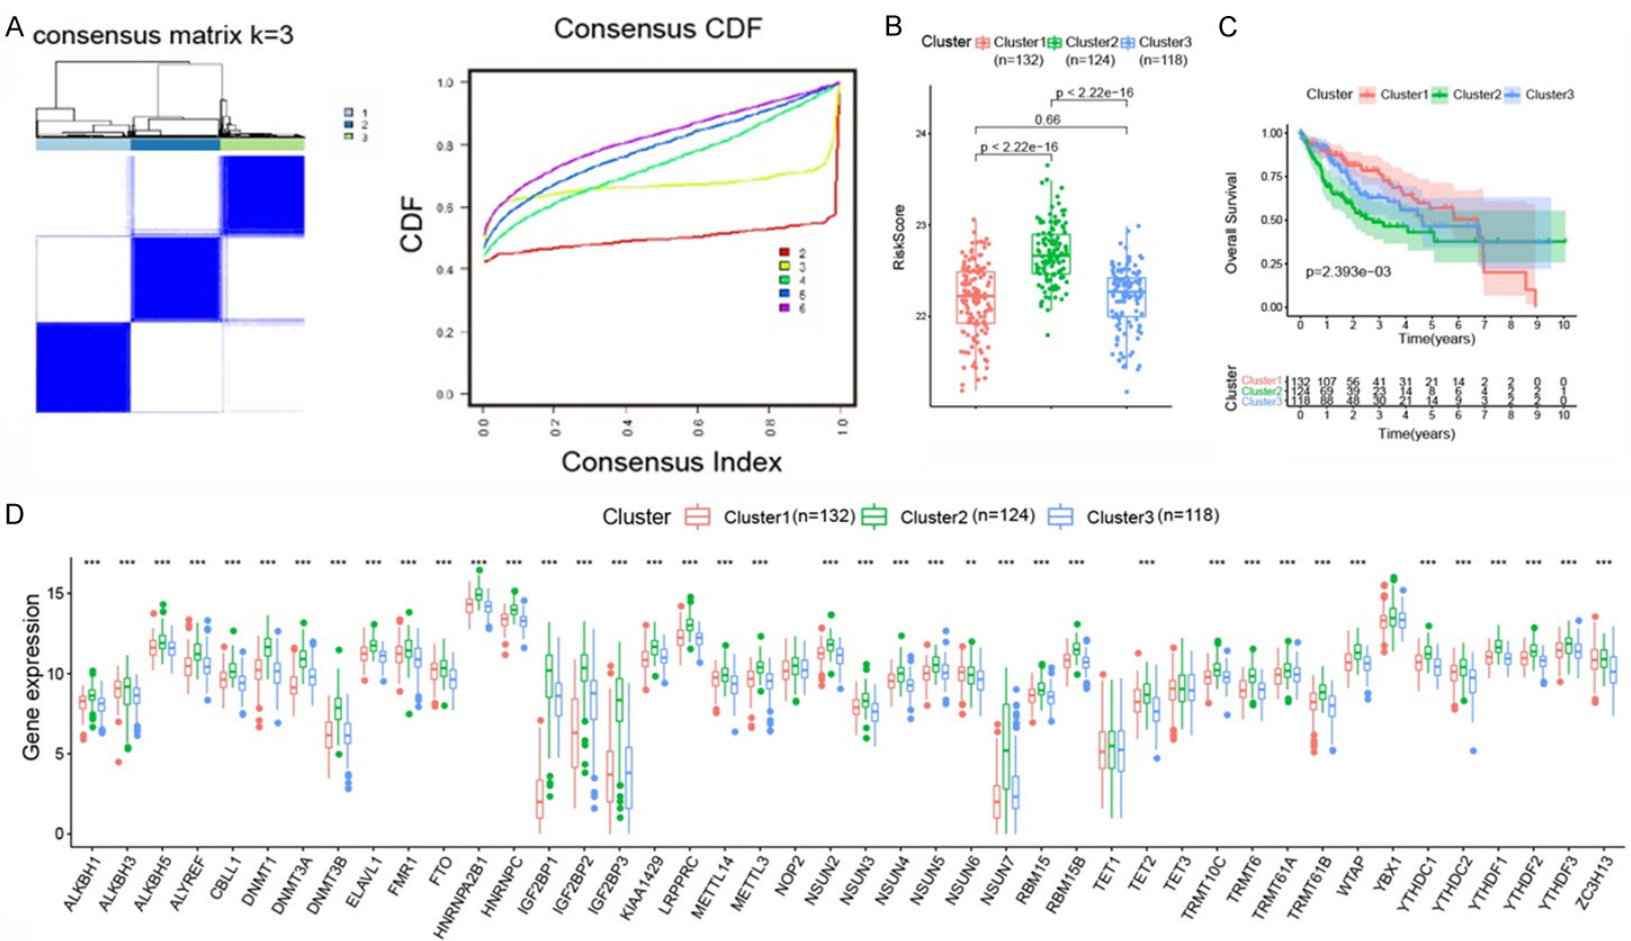 A
consensus matrix k=3
1
2
3
Consensus CDF
1.0
0.8
0.6
0.4
0.2
0.0
CDF
2
3
4
5
6
0.0
0.2
0.4
0.6
0.8
1.0
Consensus Index
B
Cluster Cluster1 Cluster2 Cluster3
(n=132) (n=124) (n=118)
p < 2.22e−16
0.66
p < 2.22e−16
24
23
22
RiskScore
C
Cluster Cluster1 Cluster2 Cluster3
1.00
0.75
0.50
0.25
0.00
Overall Survival
p=2.393e−03
0 1 2 3 4 5 6 7 8 9 10
Time(years)
Cluster
Cluster1 132 107 56 41 31 21 14 2 2 0 0
Cluster2 124 69 39 23 14 8 6 4 2 2 1
Cluster3 118 88 48 30 21 14 9 3 2 2 0
0 1 2 3 4 5 6 7 8 9 10
Time(years)
D
Cluster Cluster1 (n=132) Cluster2 (n=124) Cluster3 (n=118)
*** *** *** *** *** *** *** *** *** *** *** *** *** *** *** *** *** *** *** *** *** *** *** *** ** *** *** *** *** *** *** *** *** *** *** *** *** *** *** ***
Gene expression
15
10
5
0
ALKBH1
ALKBH3
ALKBH5
ALYREF
CBLL1
DNMT1
DNMT3A
DNMT3B
ELAVL1
FMR1
FTO
HNRNPA2B1
HNRNPC
IGF2BP1
IGF2BP2
IGF2BP3
KIAA1429
LRPPRC
METTL14
METTL3
NOP2
NSUN2
NSUN3
NSUN4
NSUN5
NSUN6
NSUN7
RBM15
RBM15B
TET1
TET2
TET3
TRMT10C
TRMT6
TRMT61A
TRMT61B
WTAP
YBX1
YTHDC1
YTHDC2
YTHDF1
YTHDF2
YTHDF3
ZC3H13